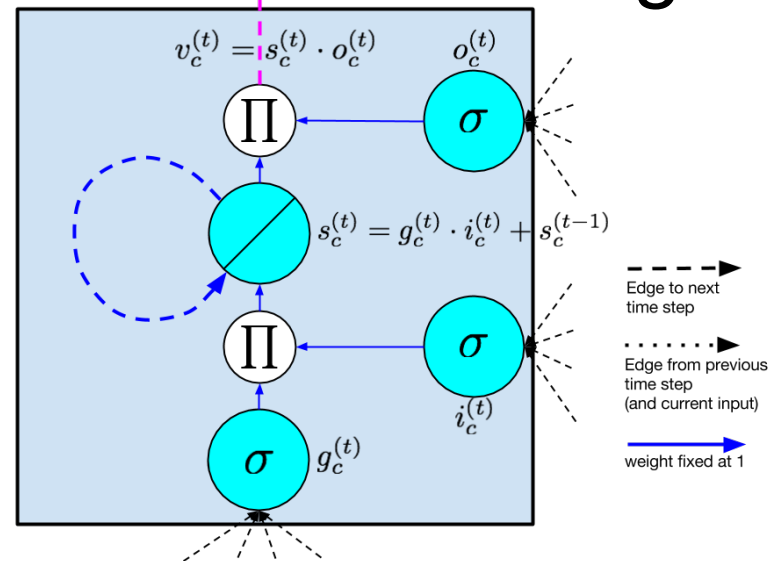 g
v_c^{(t)} = s_c^{(t)} · o_c^{(t)}
o_c^{(t)}
∏
σ
s_c^{(t)} = g_c^{(t)} · i_c^{(t)} + s_c^{(t−1)}
∏
σ
i_c^{(t)}
σ
g_c^{(t)}
Edge to next
time step
Edge from previous
time step
(and current input)
weight fixed at 1